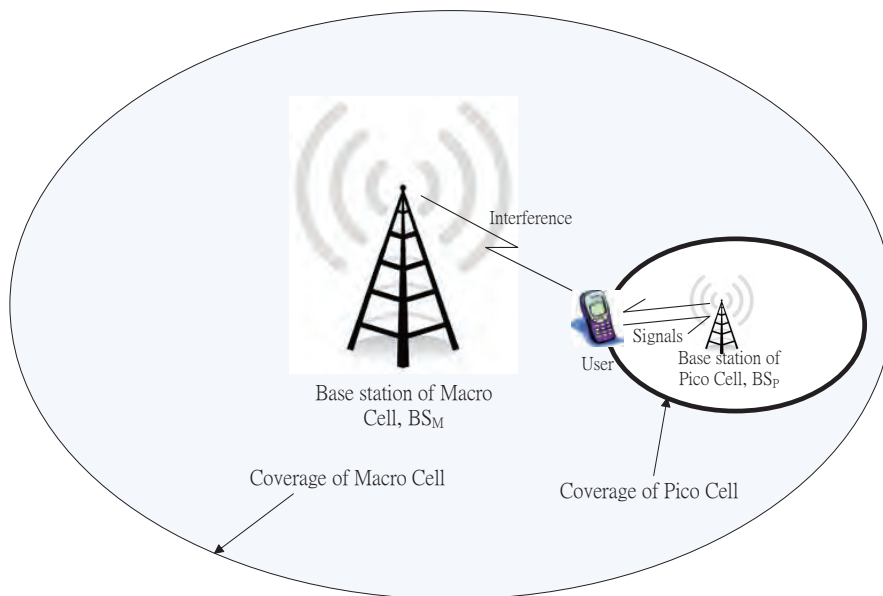 Interference
Signals
User
Base station of
Pico Cell, BSP
Base station of Macro
Cell, BSM
Coverage of Macro Cell
Coverage of Pico Cell